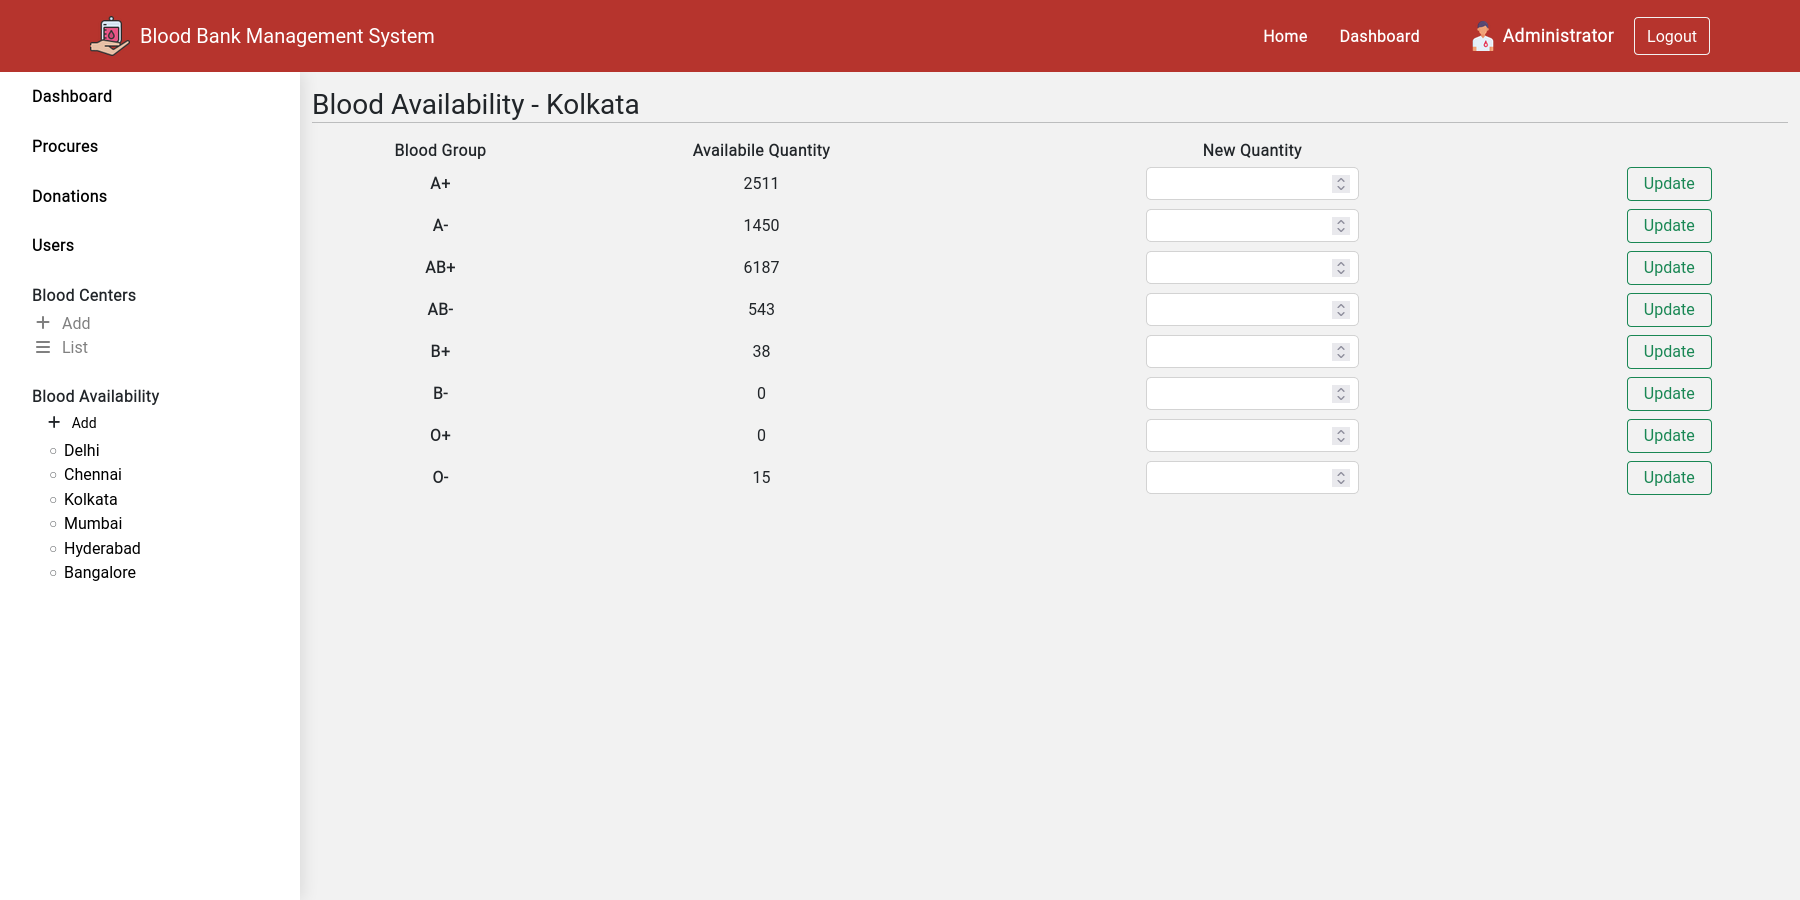 Blood Bank Management System
Home Dashboard Administrator Logout
Dashboard
Procures
Donations
Users
Blood Centers
Add
List
Blood Availability
Add
Delhi
Chennai
Kolkata
Mumbai
Hyderabad
Bangalore
Blood Availability - Kolkata
Blood Group Availabile Quantity New Quantity
A+ 2511 Update
A- 1450 Update
AB+ 6187 Update
AB- 543 Update
B+ 38 Update
B- 0 Update
O+ 0 Update
O- 15 Update